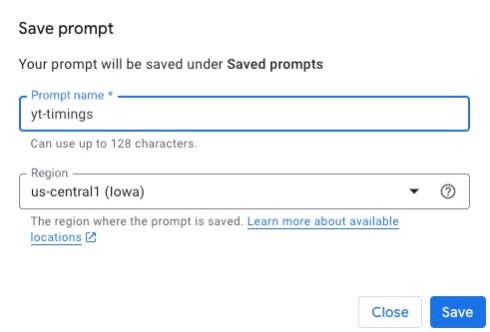 Save prompt
Your prompt will be saved under Saved prompts
Prompt name *
yt-timings
Can use up to 128 characters.
Region
us-central1 (Iowa)
?
The region where the prompt is saved. Learn more about available
locations
Close Save